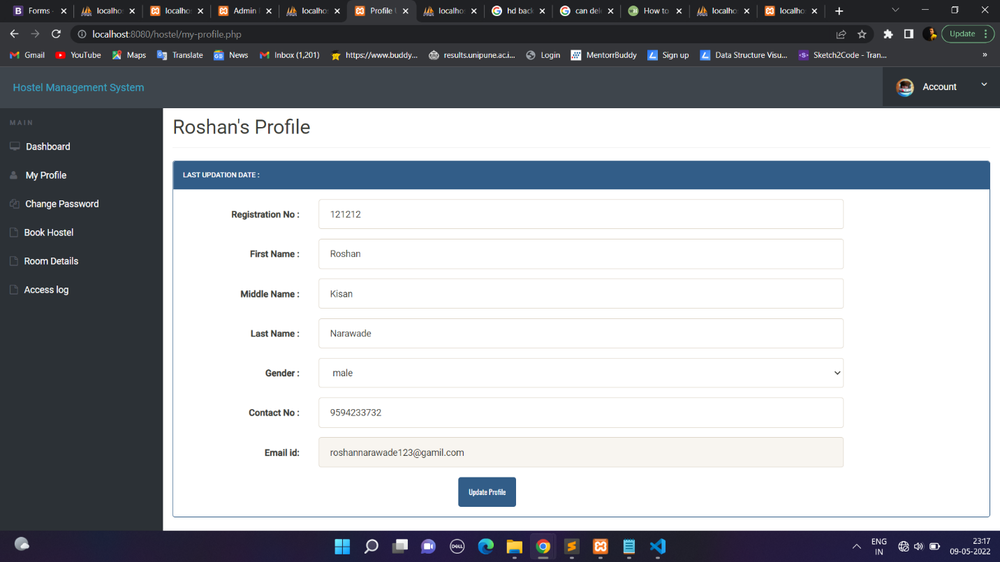 Forms -
localho
localho
Admin
localho
Profile
localho
hd back
can dele
How to
localho
localho
localhost:8080/hostel/my-profile.php
Update
Gmail
YouTube
Maps
Translate
News
Inbox (1,201)
https://www.buddy...
results.unipune.ac.i...
Login
MentorrBuddy
Sign up
Data Structure Visu...
Sketch2Code - Tran...
»
Hostel Management System
Account
MAIN
Dashboard
My Profile
Change Password
Book Hostel
Room Details
Access log
Roshan's Profile
LAST UPDATION DATE :
Registration No : 121212
First Name : Roshan
Middle Name : Kisan
Last Name : Narawade
Gender : male
Contact No : 9594233732
Email id: roshannarawade123@gamil.com
Update Profile
DELL
ENG
IN
23:17
09-05-2022